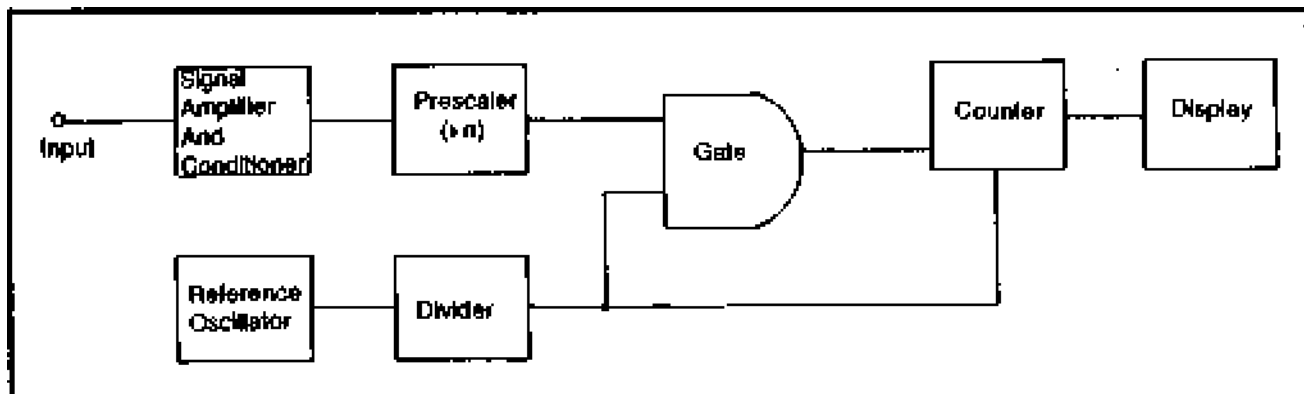 Signal
Amplifier
And
Conditioner
Prescaler
(÷n)
Gate
Counter
Display
Input
Reference
Oscillator
Divider